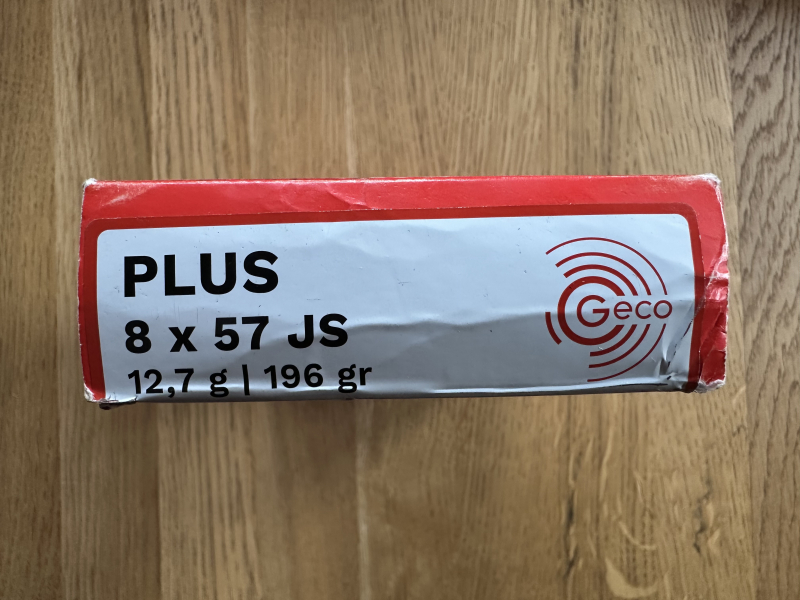 PLUS
8 x 57 JS
12,7 g | 196 gr
Geco